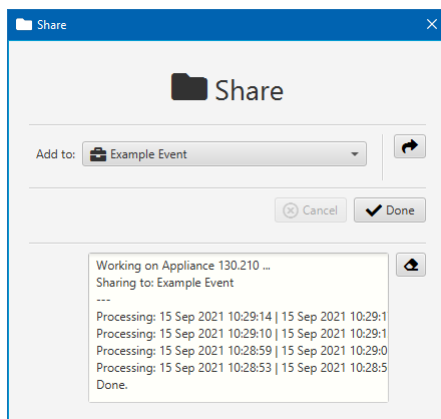 Share
Share
Add to: Example Event
Cancel Done
Working on Appliance 130.210 ...
Sharing to: Example Event
---
Processing: 15 Sep 2021 10:29:14 | 15 Sep 2021 10:29:1
Processing: 15 Sep 2021 10:29:10 | 15 Sep 2021 10:29:1
Processing: 15 Sep 2021 10:28:59 | 15 Sep 2021 10:29:0
Processing: 15 Sep 2021 10:28:53 | 15 Sep 2021 10:28:5
Done.